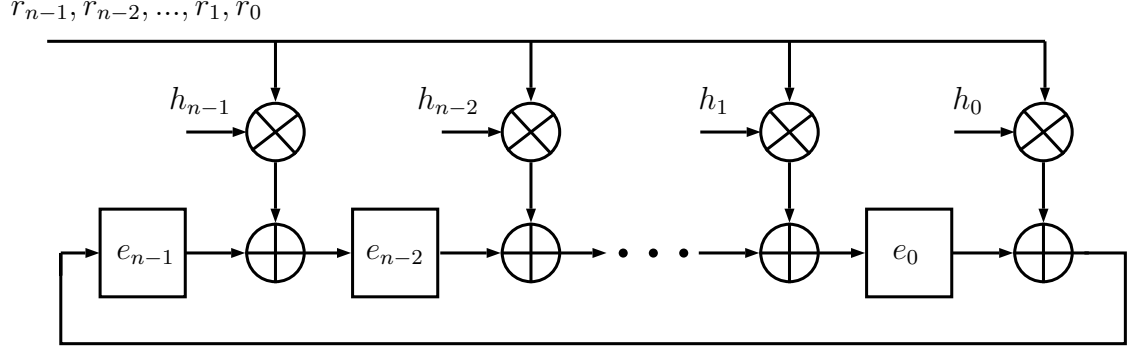 r_{n-1}, r_{n-2}, ..., r_1, r_0
h_{n-1} h_{n-2} h_1 h_0
e_{n-1} e_{n-2} e_0